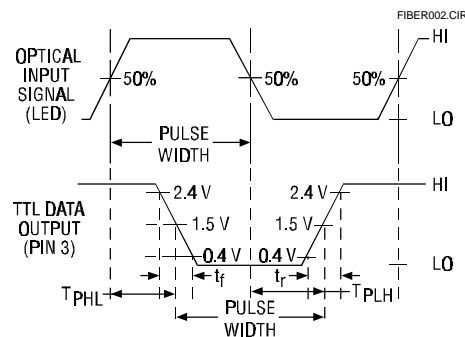 FIBER002.CIR
HI
OPTICAL
INPUT
SIGNAL
(LED)
50%
50%
50%
LO
PULSE
WIDTH
HI
2.4 V
2.4 V
TTL DATA
OUTPUT
(PIN 3)
1.5 V
1.5 V
0.4 V
0.4 V
LO
tf
tr
TPHL
TPLH
PULSE
WIDTH